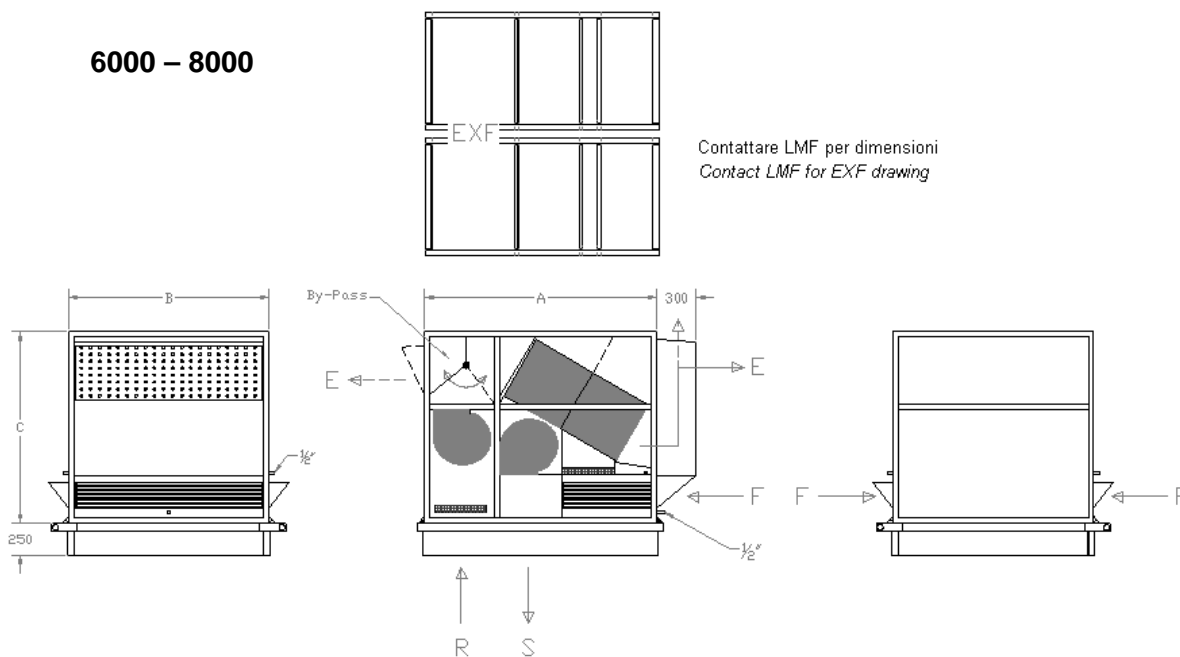 6000 – 8000
EXF
Contattare LMF per dimensioni
Contact LMF for EXF drawing
B
By-Pass
A
300
E
E
C
½"
F
F
F
250
½"
R
S